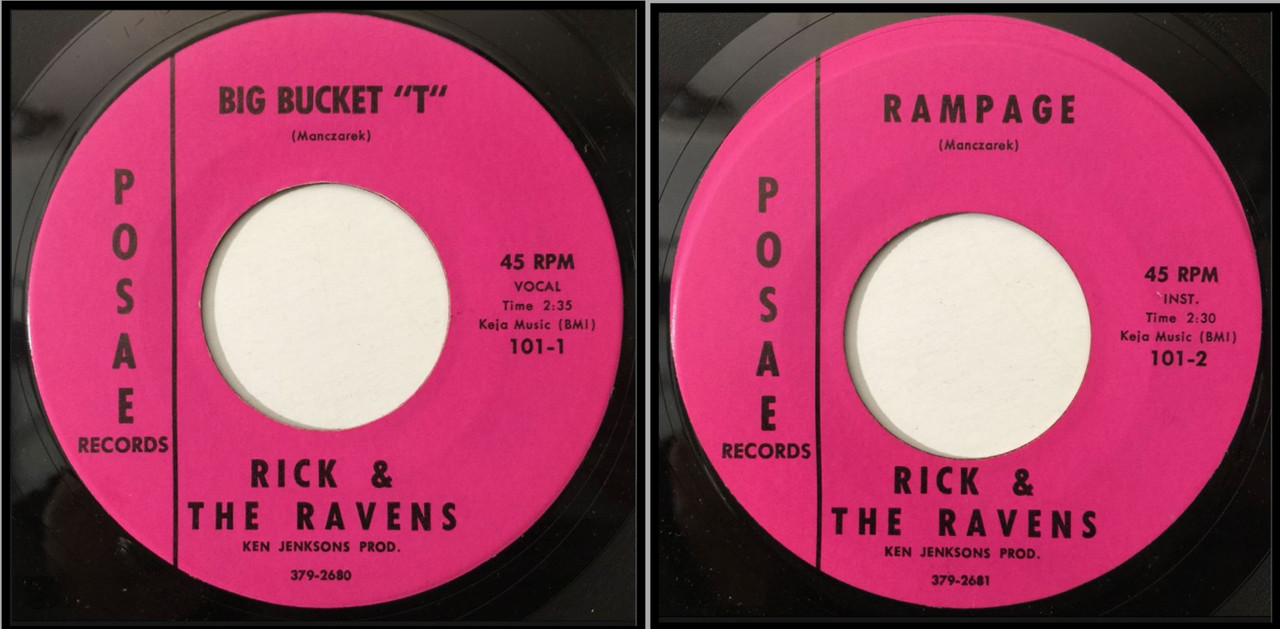 BIG BUCKET “T“
(Manczarek)
POSAE
RECORDS
45 RPM
VOCAL
Time 2:35
Keja Music (BMI)
101-1
RICK &
THE RAVENS
KEN JENKSONS PROD.
379-2680
RAMPAGE
(Manczarek)
POSAE
RECORDS
45 RPM
INST.
Time 2:30
Keja Music (BMI)
101-2
RICK &
THE RAVENS
KEN JENKSONS PROD.
379-2681